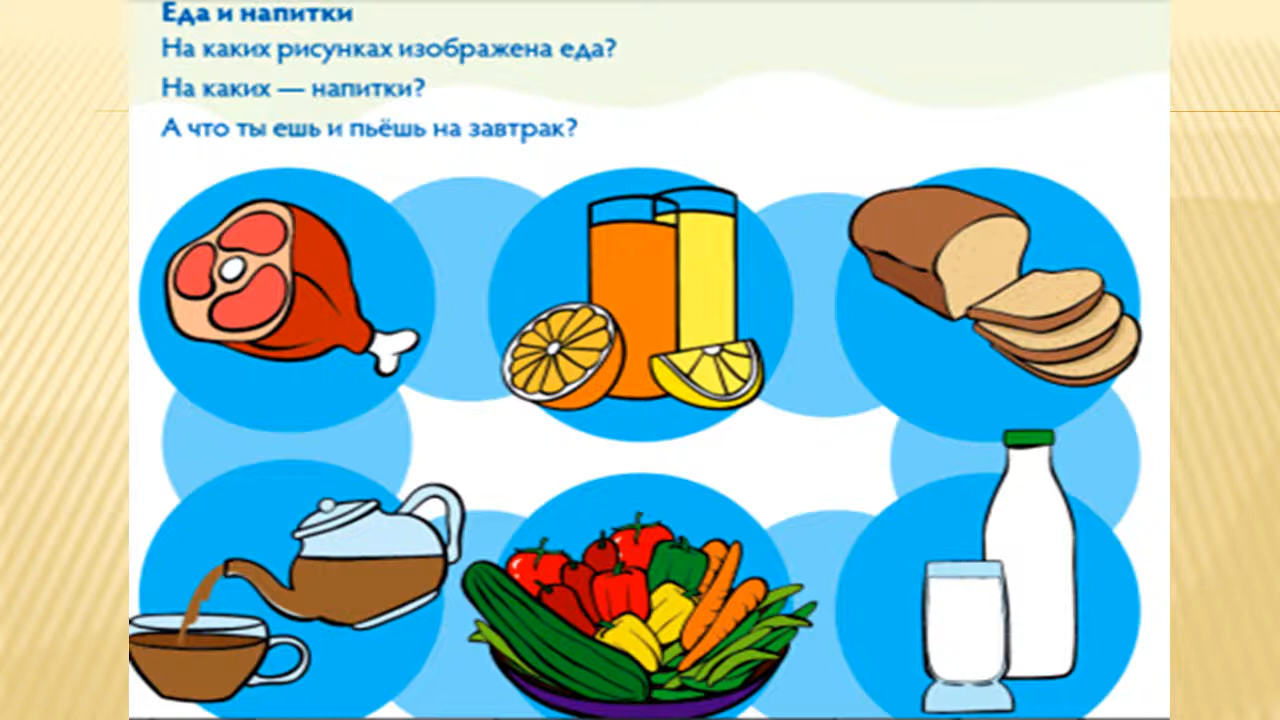 Еда и напитки
На каких рисунках изображена еда?
На каких — напитки?
А что ты ешь и пьёшь на завтрак?